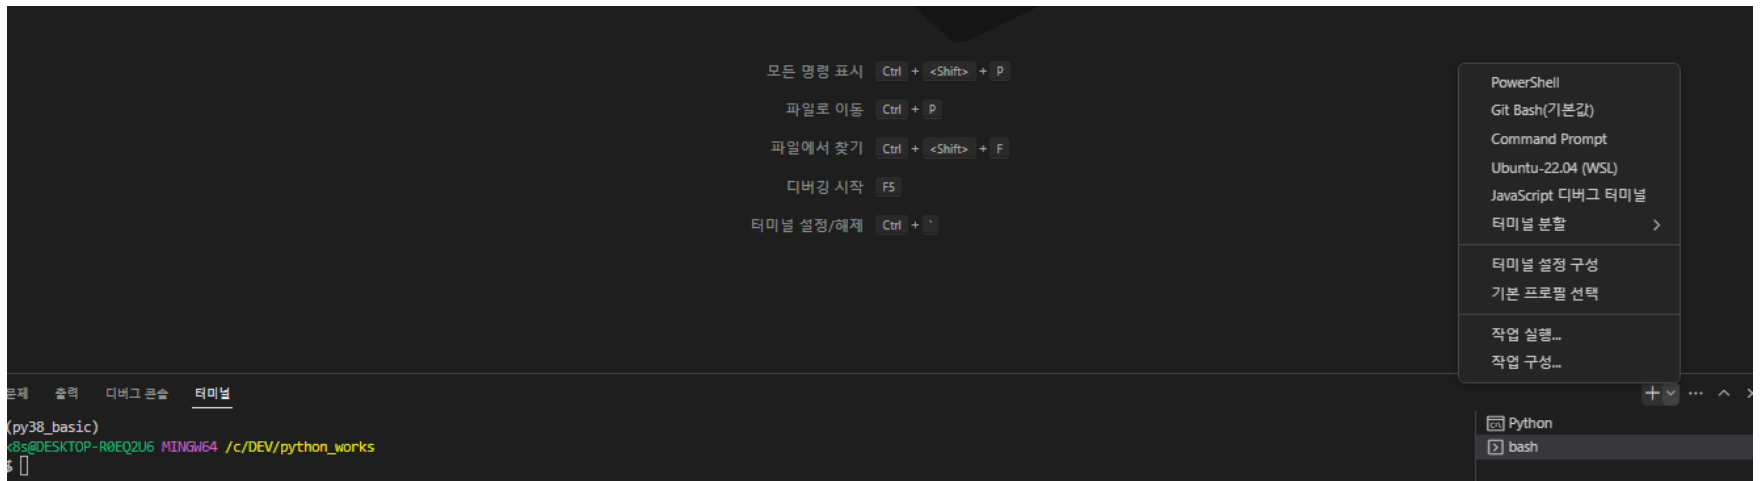 모든 명령 표시 Ctrl + <Shift> + P
파일로 이동 Ctrl + P
파일에서 찾기 Ctrl + <Shift> + F
디버깅 시작 F5
터미널 설정/해제 Ctrl + `
PowerShell
Git Bash(기본값)
Command Prompt
Ubuntu-22.04 (WSL)
JavaScript 디버그 터미널
터미널 분할
터미널 설정 구성
기본 프로필 선택
작업 실행...
작업 구성...
문제 출력 디버그 콘솔 터미널
(py38_basic)
k8s@DESKTOP-R0EQ2U6 MINGW64 /c/DEV/python_works
$
Python
bash